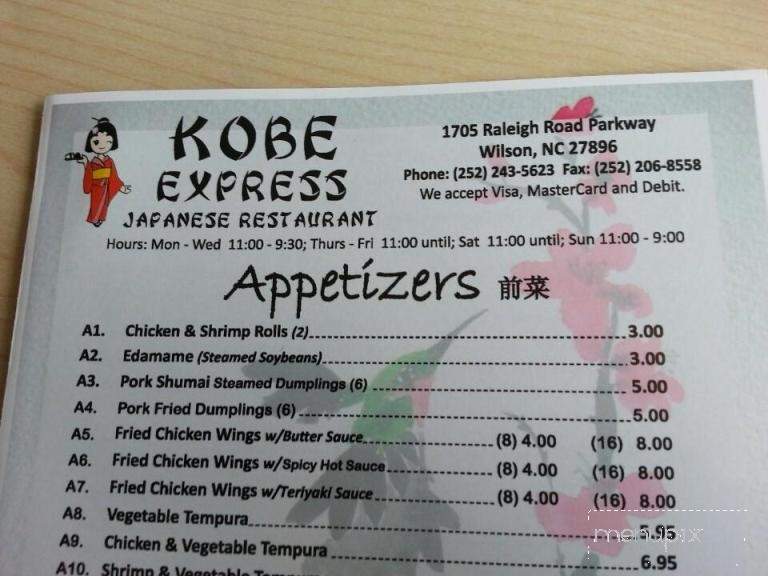 KOBE
EXPRESS
JAPANESE RESTAURANT
1705 Raleigh Road Parkway
Wilson, NC 27896
Phone: (252) 243-5623 Fax: (252) 206-8558
We accept Visa, MasterCard and Debit.
Hours: Mon - Wed 11:00 - 9:30; Thurs - Fri 11:00 until; Sat 11:00 until; Sun 11:00 - 9:00
Appetizers 前菜
A1. Chicken & Shrimp Rolls (2) 3.00
A2. Edamame (Steamed Soybeans) 3.00
A3. Pork Shumai Steamed Dumplings (6) 5.00
A4. Pork Fried Dumplings (6) 5.00
A5. Fried Chicken Wings w/Butter Sauce (8) 4.00 (16) 8.00
A6. Fried Chicken Wings w/Spicy Hot Sauce (8) 4.00 (16) 8.00
A7. Fried Chicken Wings w/Teriyaki Sauce (8) 4.00 (16) 8.00
A8. Vegetable Tempura 5.95
menupix
A9. Chicken & Vegetable Tempura 6.95
A10. Shrimp & Vegetable Tempura